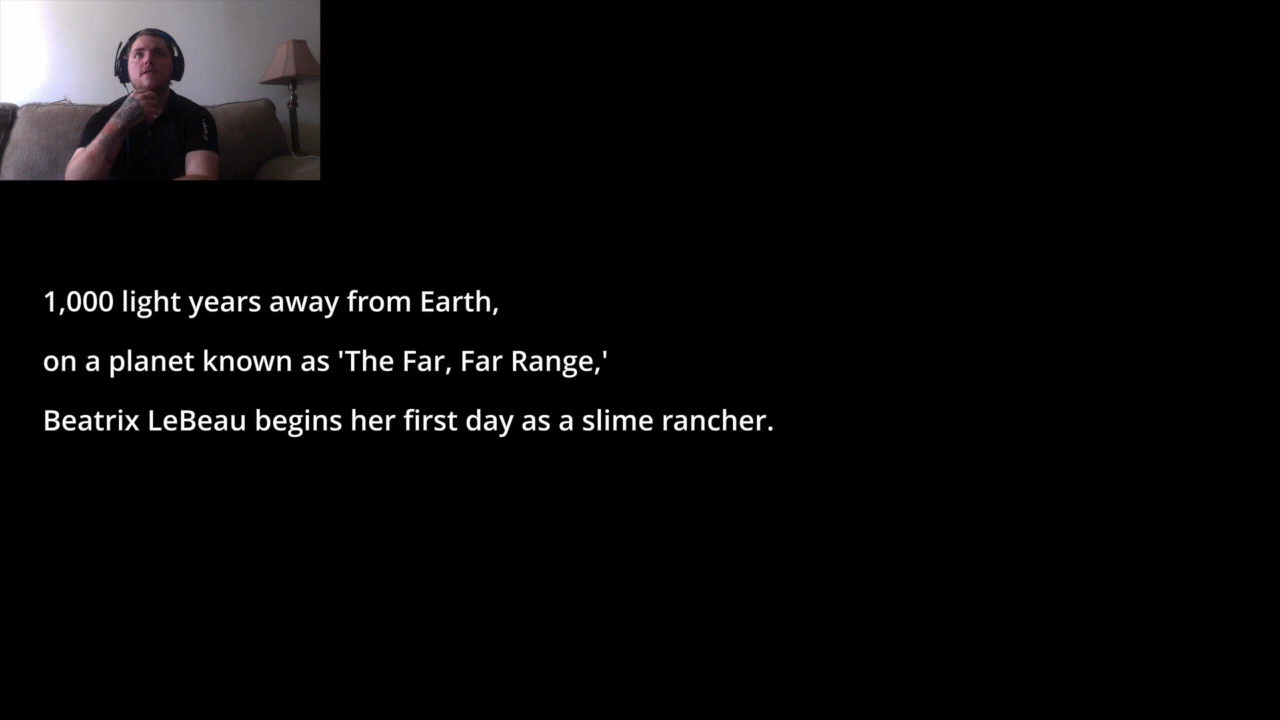 1,000 light years away from Earth,
on a planet known as 'The Far, Far Range,'
Beatrix LeBeau begins her first day as a slime rancher.